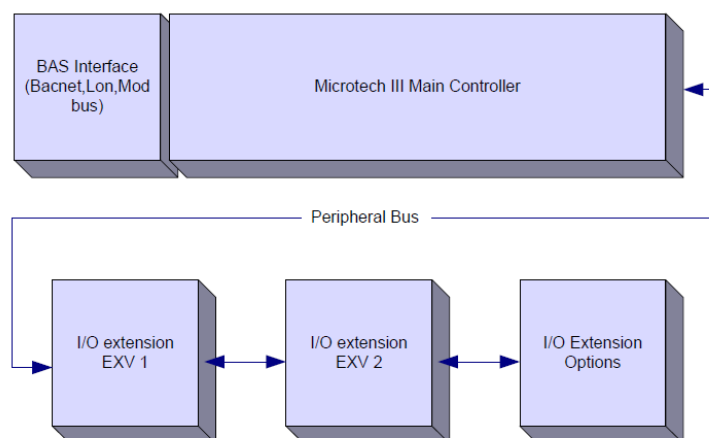 BAS Interface
(Bacnet,Lon,Mod
bus)
Microtech III Main Controller
Peripheral Bus
I/O extension
EXV 1
I/O extension
EXV 2
I/O Extension
Options